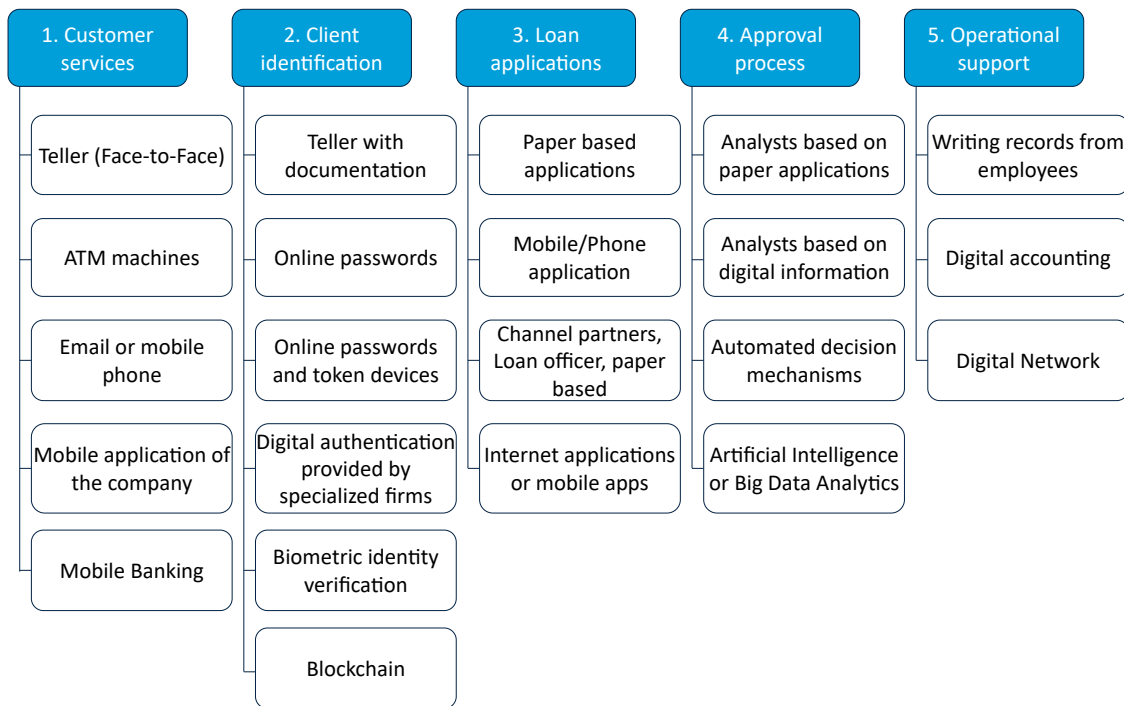 1. Customer
services
Teller (Face-to-Face)
ATM machines
Email or mobile
phone
Mobile application of
the company
Mobile Banking
2. Client
identification
Teller with
documentation
Online passwords
Online passwords
and token devices
Digital authentication
provided by
specialized firms
Biometric identity
verification
Blockchain
3. Loan
applications
Paper based
applications
Mobile/Phone
application
Channel partners,
Loan officer, paper
based
Internet applications
or mobile apps
4. Approval
process
Analysts based on
paper applications
Analysts based on
digital information
Automated decision
mechanisms
Artificial Intelligence
or Big Data Analytics
5. Operational
support
Writing records from
employees
Digital accounting
Digital Network